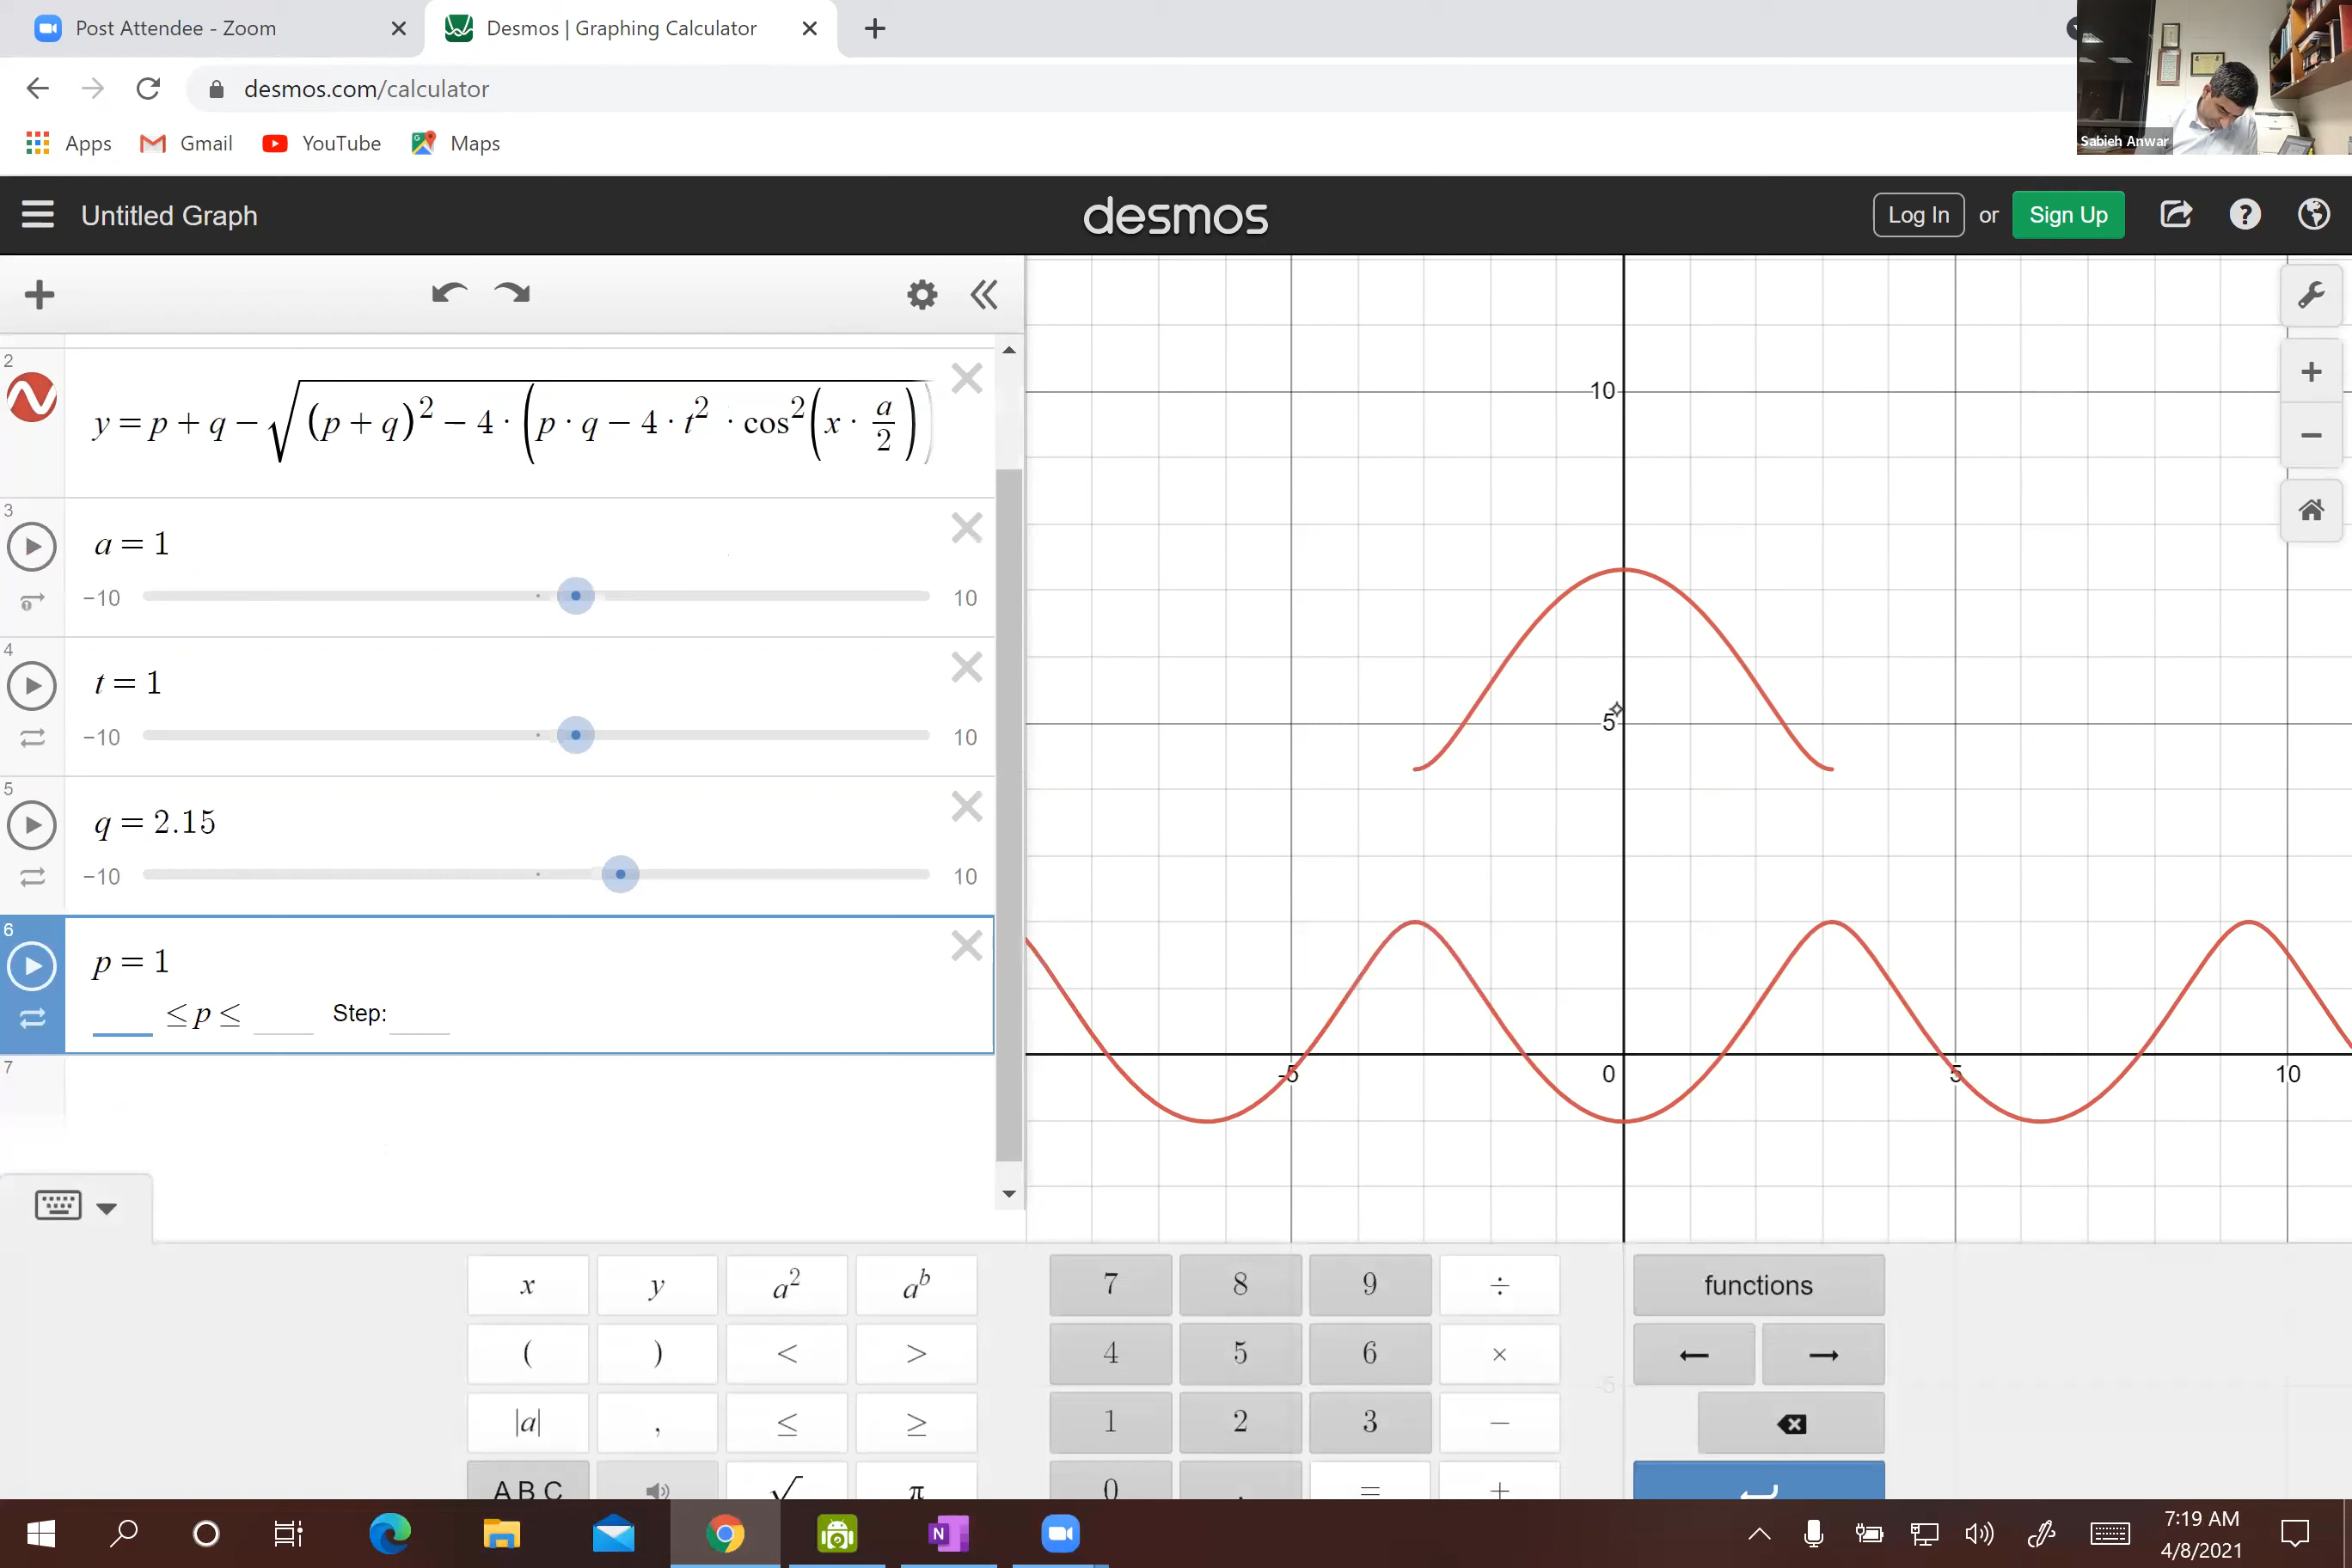 Post Attendee - Zoom
Desmos | Graphing Calculator
desmos.com/calculator
Apps
Gmail
YouTube
Maps
Sabieh Anwar
Untitled Graph
desmos
Log In or Sign Up
2
y = p + q − √((p + q)² − 4 · (p · q − 4 · t² · cos²(x · a/2)))
3
a = 1
−10
10
4
t = 1
−10
10
5
q = 2.15
−10
10
6
p = 1
≤ p ≤ Step:
7
10
5
-5
0
5
10
-5
x y a² aᵇ 7 8 9 ÷ functions
( ) < > 4 5 6 × ← →
|a| , ≤ ≥ 1 2 3 −
A B C √ π 0 . = +
7:19 AM
4/8/2021